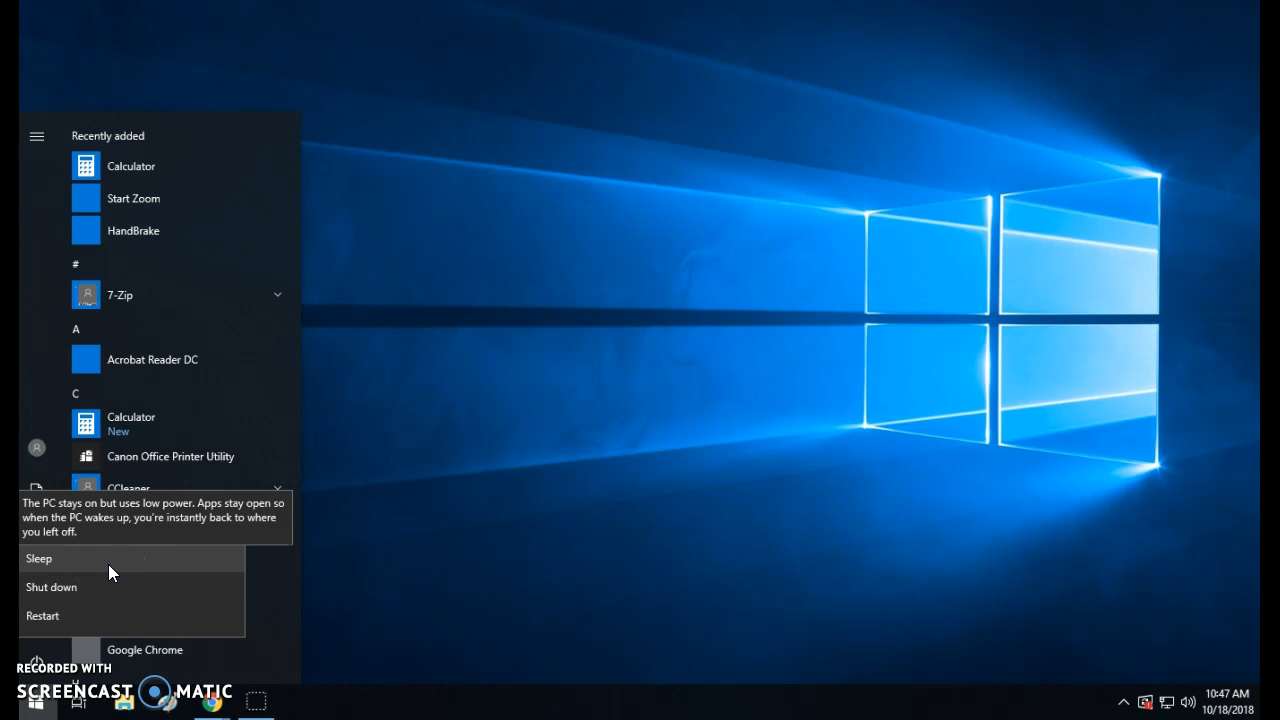 Recently added
Calculator
Start Zoom
HandBrake
#
7-Zip
A
Acrobat Reader DC
C
Calculator
New
Canon Office Printer Utility
CCleaner
The PC stays on but uses low power. Apps stay open so
when the PC wakes up, you're instantly back to where
you left off.
Sleep
Shut down
Restart
Google Chrome
RECORDED WITH
SCREENCAST MATIC
10:47 AM
10/18/2018